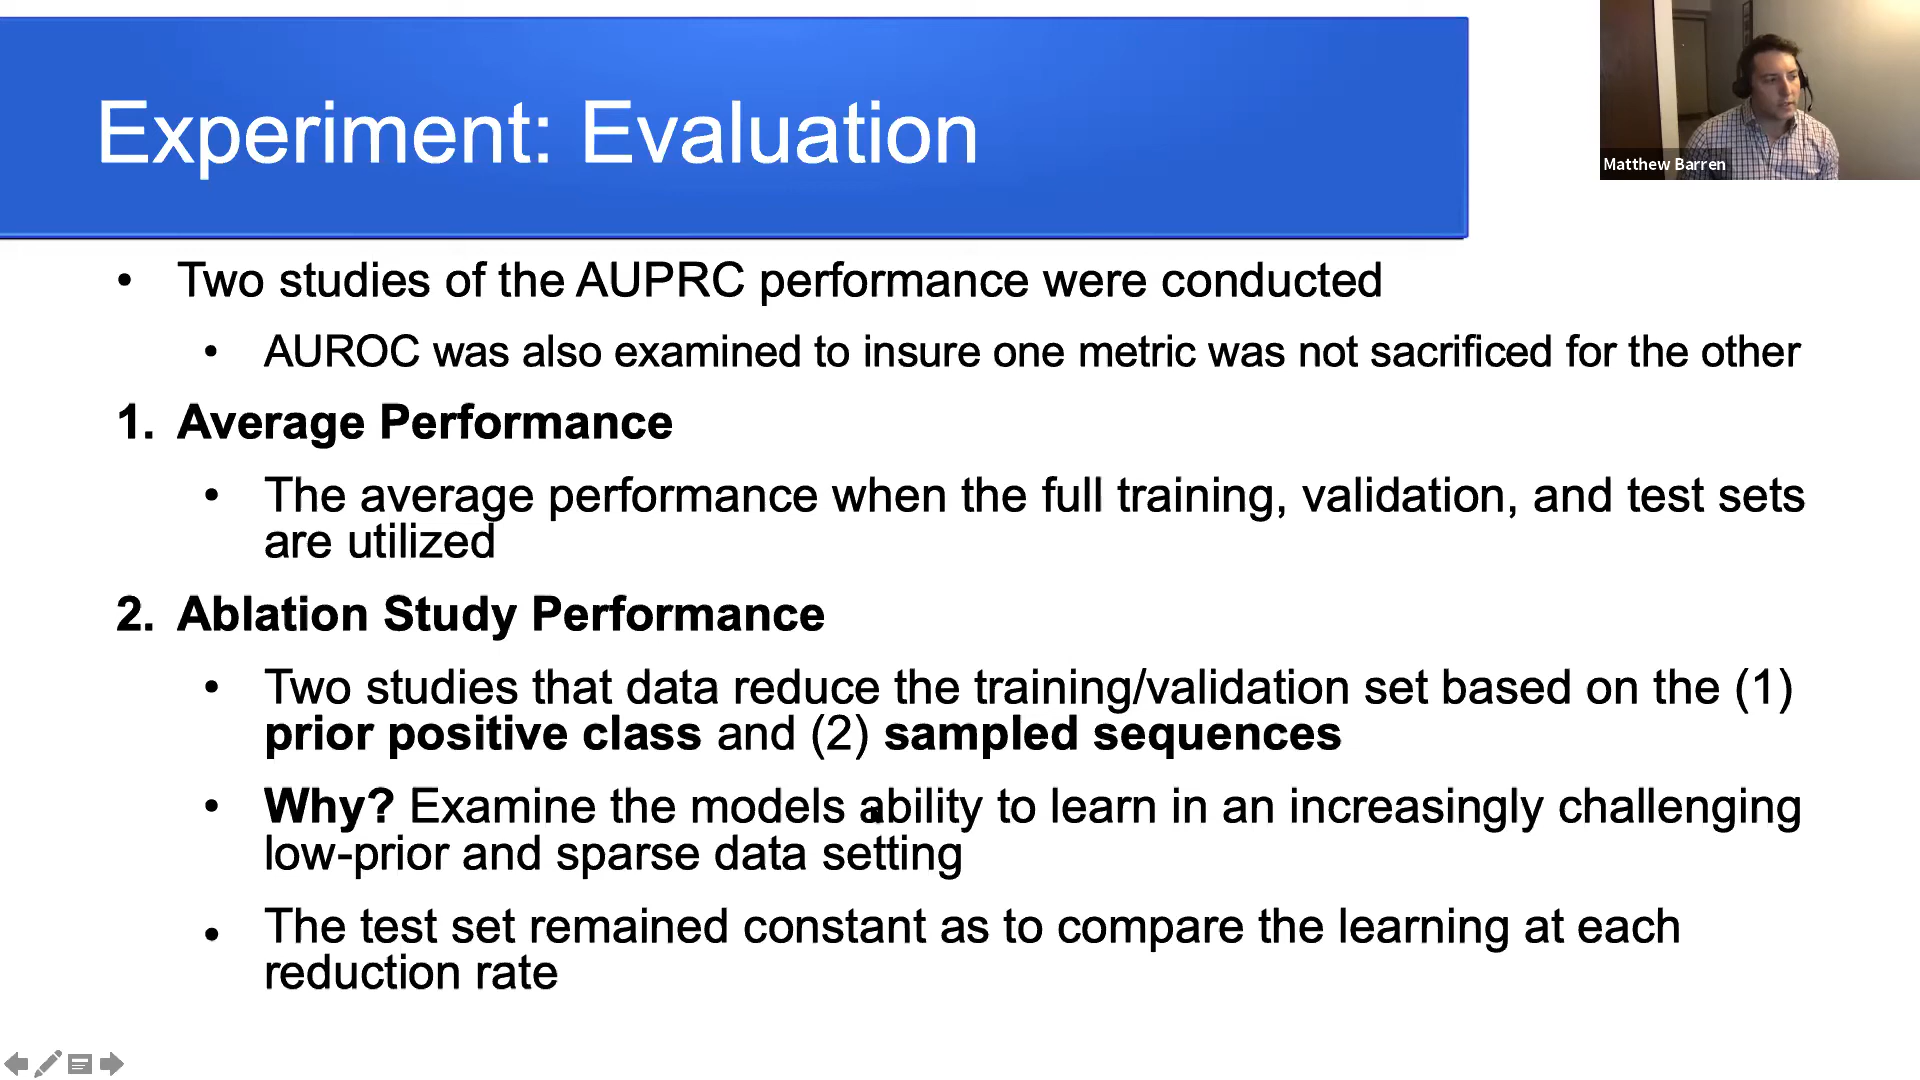 Experiment: Evaluation
Matthew Barren
• Two studies of the AUPRC performance were conducted
• AUROC was also examined to insure one metric was not sacrificed for the other
1. Average Performance
• The average performance when the full training, validation, and test sets
are utilized
2. Ablation Study Performance
• Two studies that data reduce the training/validation set based on the (1)
prior positive class and (2) sampled sequences
• Why? Examine the models ability to learn in an increasingly challenging
low-prior and sparse data setting
• The test set remained constant as to compare the learning at each
reduction rate